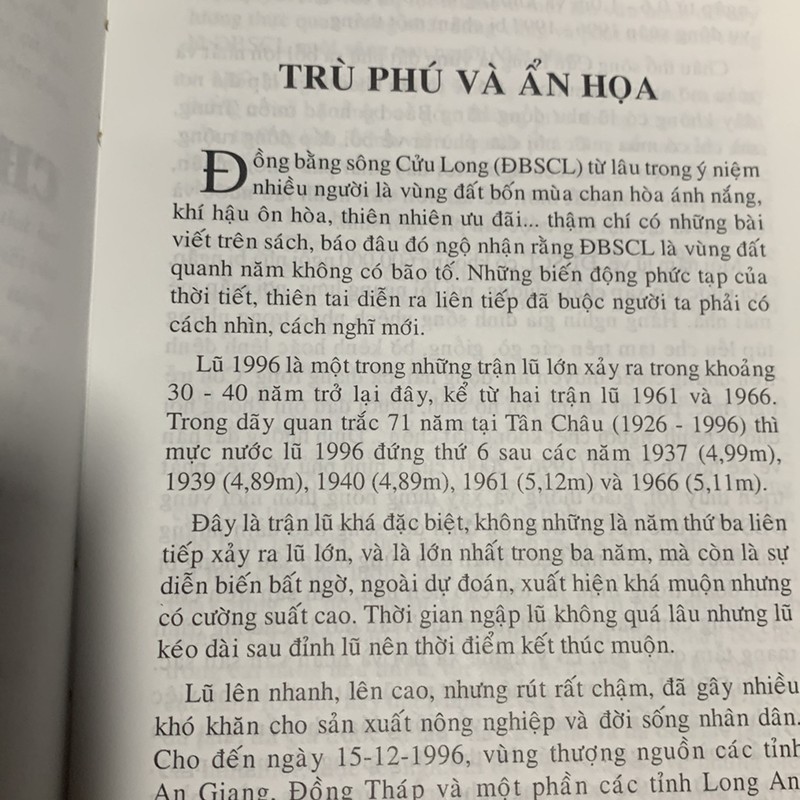 TRÙ PHÚ VÀ ẨN HỌA
Đồng bằng sông Cửu Long (ĐBSCL) từ lâu trong ý niệm
nhiều người là vùng đất bốn mùa chan hòa ánh nắng,
khí hậu ôn hòa, thiên nhiên ưu đãi... thậm chí có những bài
viết trên sách, báo đâu đó ngộ nhận rằng ĐBSCL là vùng đất
quanh năm không có bão tố. Những biến động phức tạp của
thời tiết, thiên tai diễn ra liên tiếp đã buộc người ta phải có
cách nhìn, cách nghĩ mới.
Lũ 1996 là một trong những trận lũ lớn xảy ra trong khoảng
30 - 40 năm trở lại đây, kể từ hai trận lũ 1961 và 1966.
Trong dãy quan trắc 71 năm tại Tân Châu (1926 - 1996) thì
mực nước lũ 1996 đứng thứ 6 sau các năm 1937 (4,99m),
1939 (4,89m), 1940 (4,89m), 1961 (5,12m) và 1966 (5,11m).
Đây là trận lũ khá đặc biệt, không những là năm thứ ba liên
tiếp xảy ra lũ lớn, và là lớn nhất trong ba năm, mà còn là sự
diễn biến bất ngờ, ngoài dự đoán, xuất hiện khá muộn nhưng
có cường suất cao. Thời gian ngập lũ không quá lâu nhưng lũ
kéo dài sau đỉnh lũ nên thời điểm kết thúc muộn.
Lũ lên nhanh, lên cao, nhưng rút rất chậm, đã gây nhiều
khó khăn cho sản xuất nông nghiệp và đời sống nhân dân.
Cho đến ngày 15-12-1996, vùng thượng nguồn các tỉnh
An Giang, Đồng Tháp và một phần các tỉnh Long An